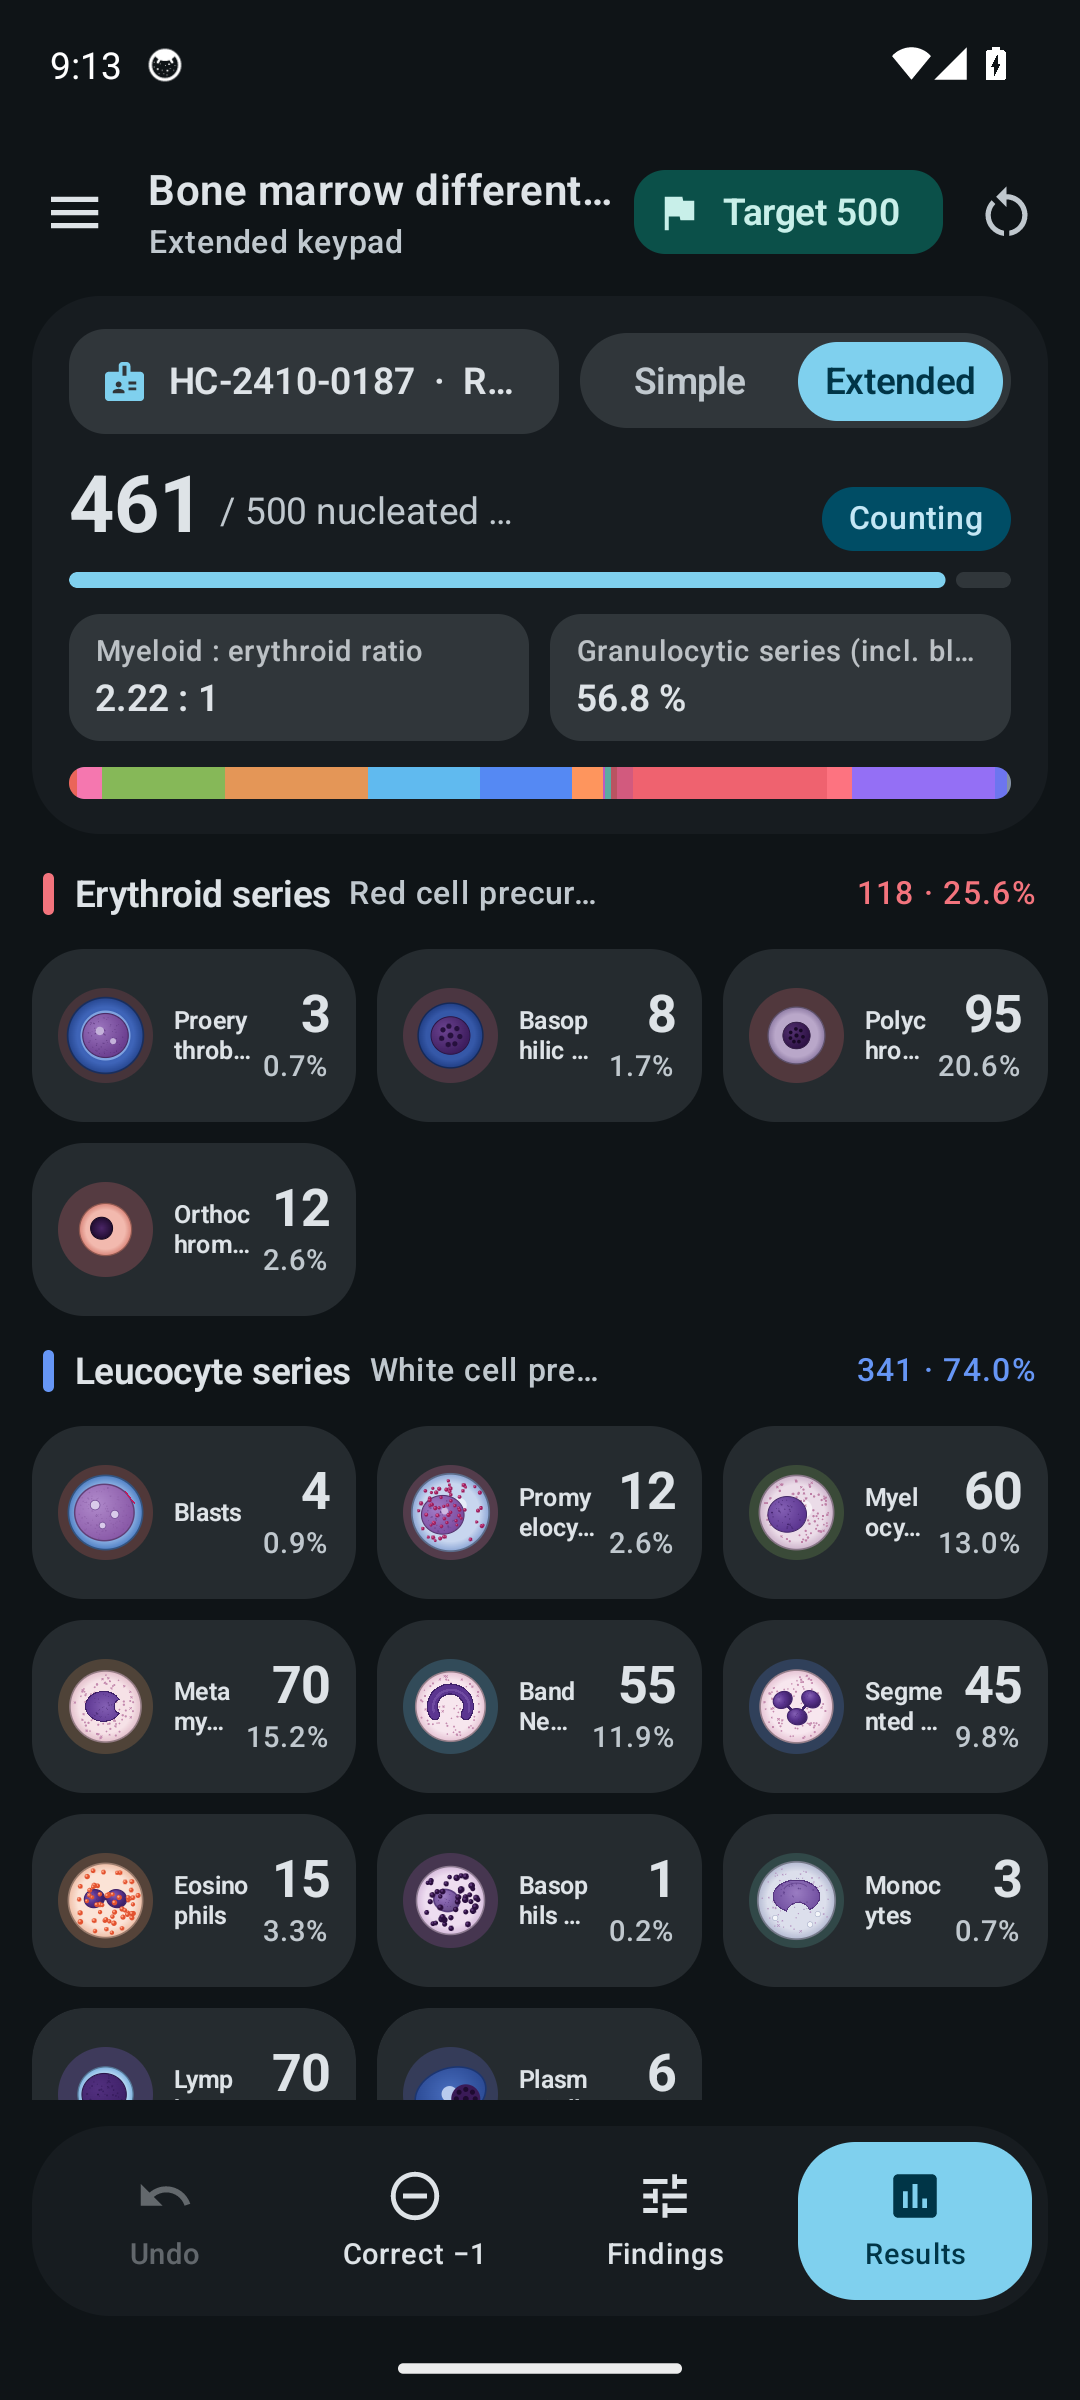 9:13
Bone marrow different…
Extended keypad
Target 500
HC-2410-0187 · R…
Simple
Extended
461 / 500 nucleated …
Counting
Myeloid : erythroid ratio
2.22 : 1
Granulocytic series (incl. bl…
56.8 %
Erythroid series Red cell precur… 118 · 25.6%
Proery
throb…
3
0.7%
Basop
hilic …
8
1.7%
Polyc
hro…
95
20.6%
Orthoc
hrom…
12
2.6%
Leucocyte series White cell pre… 341 · 74.0%
Blasts
4
0.9%
Promy
elocy…
12
2.6%
Myel
ocy…
60
13.0%
Meta
my…
70
15.2%
Band
Ne…
55
11.9%
Segme
nted …
45
9.8%
Eosino
phils
15
3.3%
Basop
hils …
1
0.2%
Monoc
ytes
3
0.7%
Lymp
70
Plasm
6
Undo
Correct −1
Findings
Results